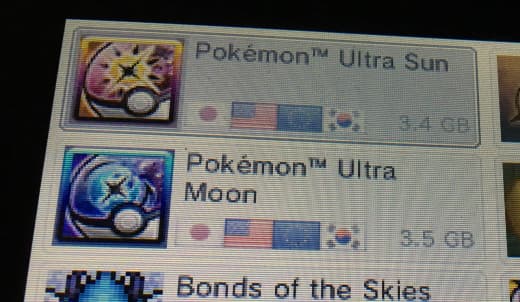 Pokémon™ Ultra Sun
3.4 GB
Pokémon™ Ultra
Moon
3.5 GB
Bonds of the Skies